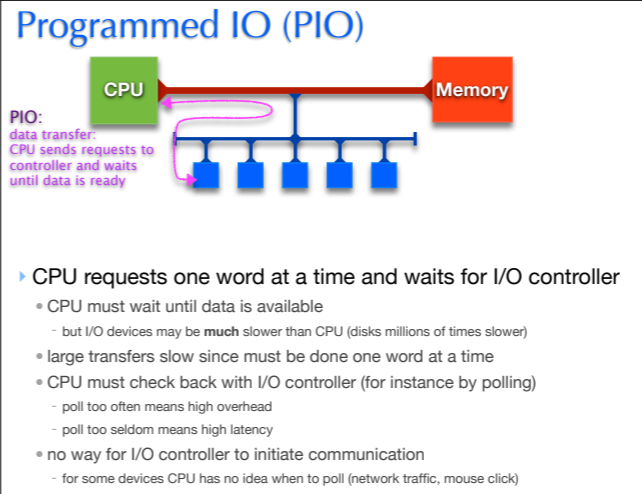 Programmed IO (PIO)
CPU
Memory
PIO:
data transfer:
CPU sends requests to
controller and waits
until data is ready
CPU requests one word at a time and waits for I/O controller
CPU must wait until data is available
- but I/O devices may be much slower than CPU (disks millions of times slower)
large transfers slow since must be done one word at a time
CPU must check back with I/O controller (for instance by polling)
- poll too often means high overhead
- poll too seldom means high latency
no way for I/O controller to initiate communication
- for some devices CPU has no idea when to poll (network traffic, mouse click)